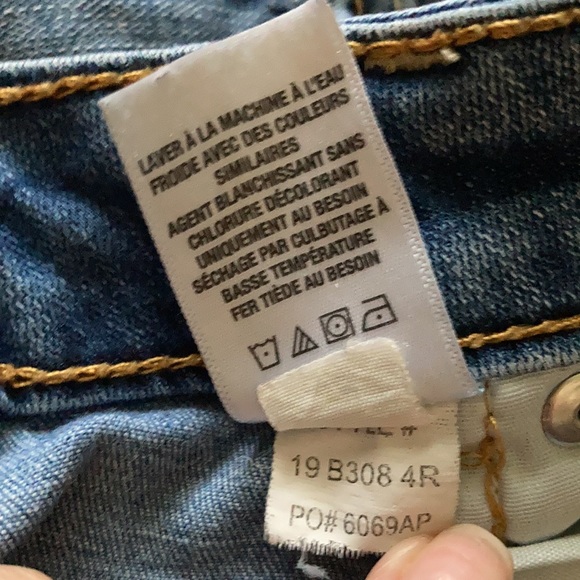 LAVER À LA MACHINE À L'EAU
FROIDE AVEC DES COULEURS
SIMILAIRES
AGENT BLANCHISSANT SANS
CHLORURE DÉCOLORANT
UNIQUEMENT AU BESOIN
SÉCHAGE PAR CULBUTAGE À
BASSE TEMPÉRATURE
FER TIÈDE AU BESOIN
#
19 B308 4R
PO# 6069AP